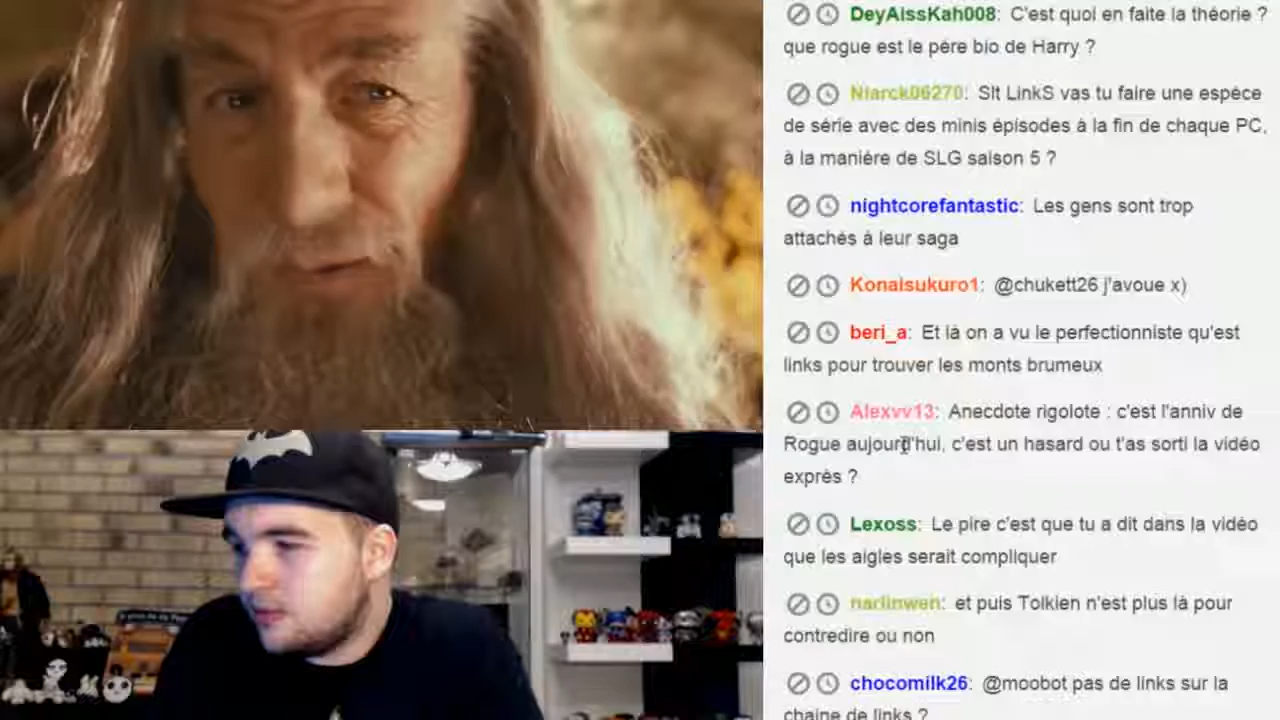 DeyAissKah008: C'est quoi en faite la théorie ?
que rogue est le père bio de Harry ?
Niarck06270: Slt LinkS vas tu faire une espèce
de série avec des minis épisodes à la fin de chaque PC,
à la manière de SLG saison 5 ?
nightcorefantastic: Les gens sont trop
attachés à leur saga
Konaisukuro1: @chukett26 j'avoue x)
beri_a: Et là on a vu le perfectionniste qu'est
links pour trouver les monts brumeux
Alexvv13: Anecdote rigolote : c'est l'anniv de
Rogue aujourd'hui, c'est un hasard ou t'as sorti la vidéo
exprès ?
Lexoss: Le pire c'est que tu a dit dans la vidéo
que les aigles serait compliquer
narlinwen: et puis Tolkien n'est plus là pour
contredire ou non
chocomilk26: @moobot pas de links sur la
chaine de links ?